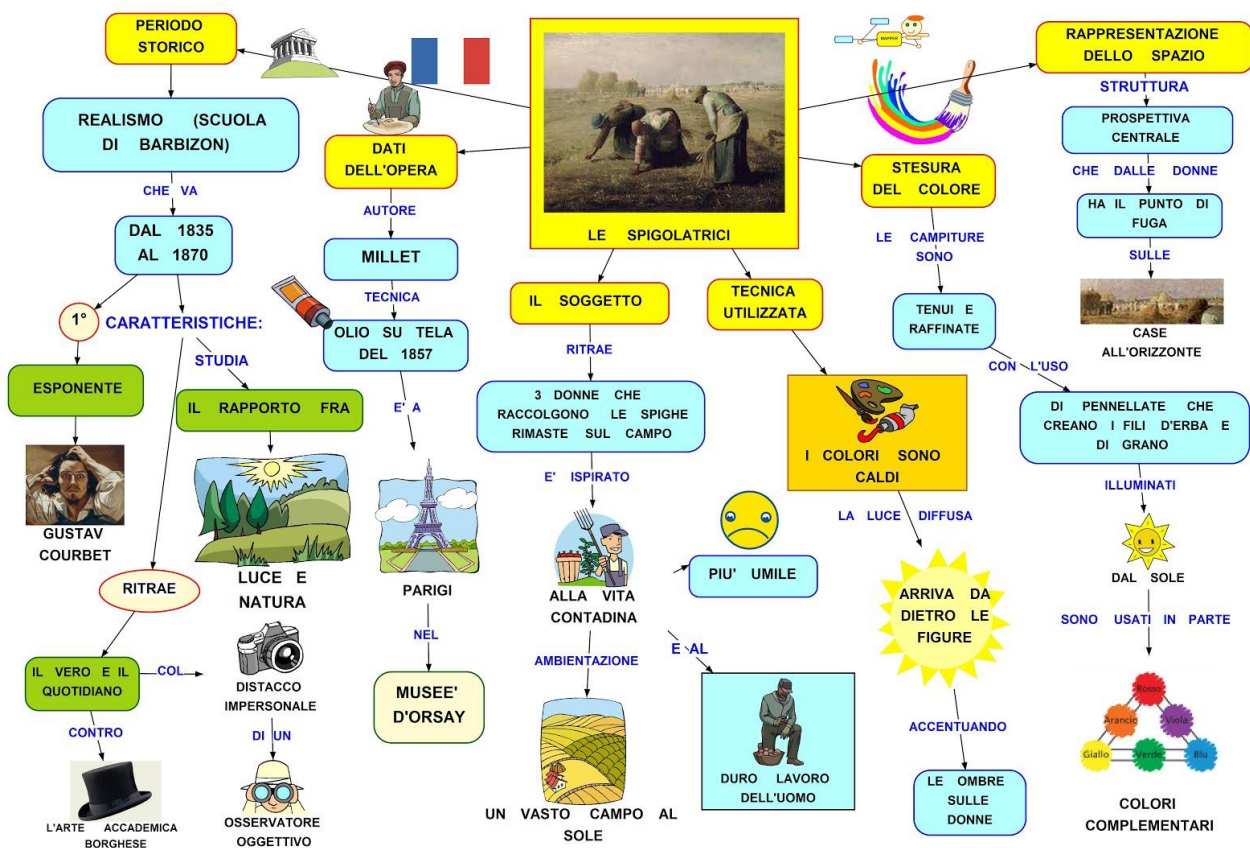 PERIODO
STORICO
REALISMO (SCUOLA
DI BARBIZON)
CHE VA
DAL 1835
AL 1870
1°
CARATTERISTICHE:
ESPONENTE
GUSTAV
COURBET
STUDIA
IL RAPPORTO FRA
LUCE E
NATURA
RITRAE
IL VERO E IL
QUOTIDIANO
COL
DISTACCO
IMPERSONALE
DI UN
OSSERVATORE
OGGETTIVO
CONTRO
L'ARTE ACCADEMICA
BORGHESE
DATI
DELL'OPERA
AUTORE
MILLET
TECNICA
OLIO SU TELA
DEL 1857
E' A
PARIGI
NEL
MUSEE'
D'ORSAY
LE SPIGOLATRICI
IL SOGGETTO
RITRAE
3 DONNE CHE
RACCOLGONO LE SPIGHE
RIMASTE SUL CAMPO
E' ISPIRATO
ALLA VITA
CONTADINA
PIU' UMILE
E AL
DURO LAVORO
DELL'UOMO
AMBIENTAZIONE
UN VASTO CAMPO AL
SOLE
TECNICA
UTILIZZATA
I COLORI SONO
CALDI
LA LUCE DIFFUSA
ARRIVA DA
DIETRO LE
FIGURE
ACCENTUANDO
LE OMBRE
SULLE
DONNE
MAPPER
STESURA
DEL COLORE
LE CAMPITURE
SONO
TENUI E
RAFFINATE
CON L'USO
DI PENNELLATE CHE
CREANO I FILI D'ERBA E
DI GRANO
ILLUMINATI
DAL SOLE
SONO USATI IN PARTE
Rosso
Arancio
Viola
Giallo
Verde
Blu
COLORI
COMPLEMENTARI
RAPPRESENTAZIONE
DELLO SPAZIO
STRUTTURA
PROSPETTIVA
CENTRALE
CHE DALLE DONNE
HA IL PUNTO DI
FUGA
SULLE
CASE
ALL'ORIZZONTE